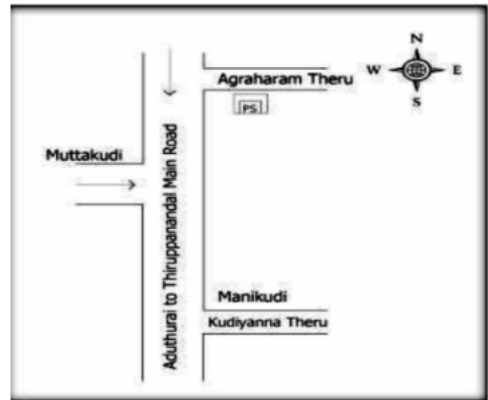 N
W E
S
Agraharam Theru
PS
Muttakudi
Aduthurai to Thiruppanandal Main Road
Manikudi
Kudiyanna Theru